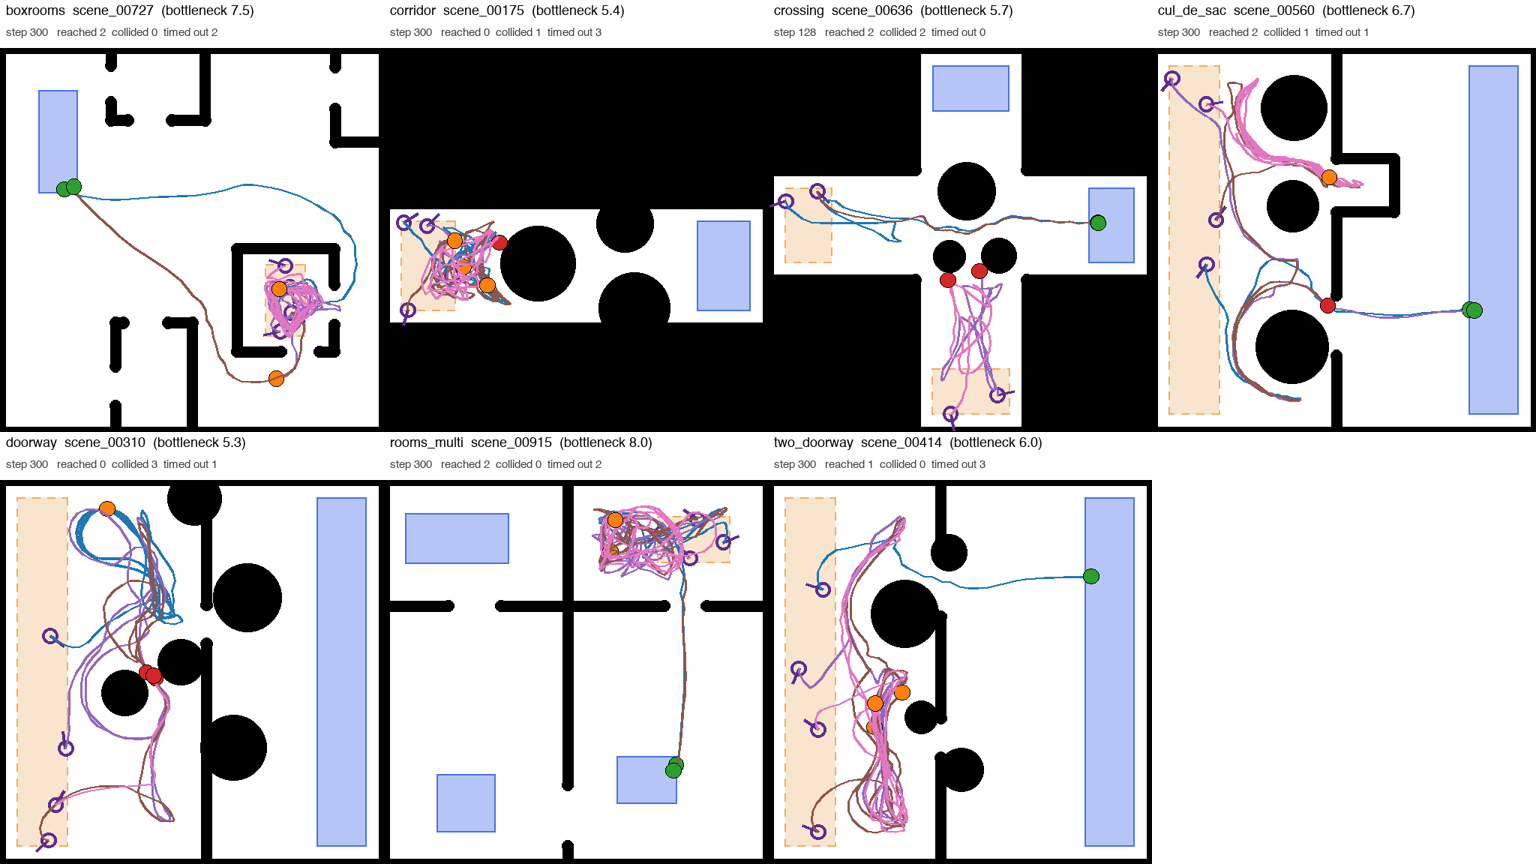 boxrooms scene_00727 (bottleneck 7.5)
step 300 reached 2 collided 0 timed out 2
corridor scene_00175 (bottleneck 5.4)
step 300 reached 0 collided 1 timed out 3
crossing scene_00636 (bottleneck 5.7)
step 128 reached 2 collided 2 timed out 0
cul_de_sac scene_00560 (bottleneck 6.7)
step 300 reached 2 collided 1 timed out 1
doorway scene_00310 (bottleneck 5.3)
step 300 reached 0 collided 3 timed out 1
rooms_multi scene_00915 (bottleneck 8.0)
step 300 reached 2 collided 0 timed out 2
two_doorway scene_00414 (bottleneck 6.0)
step 300 reached 1 collided 0 timed out 3